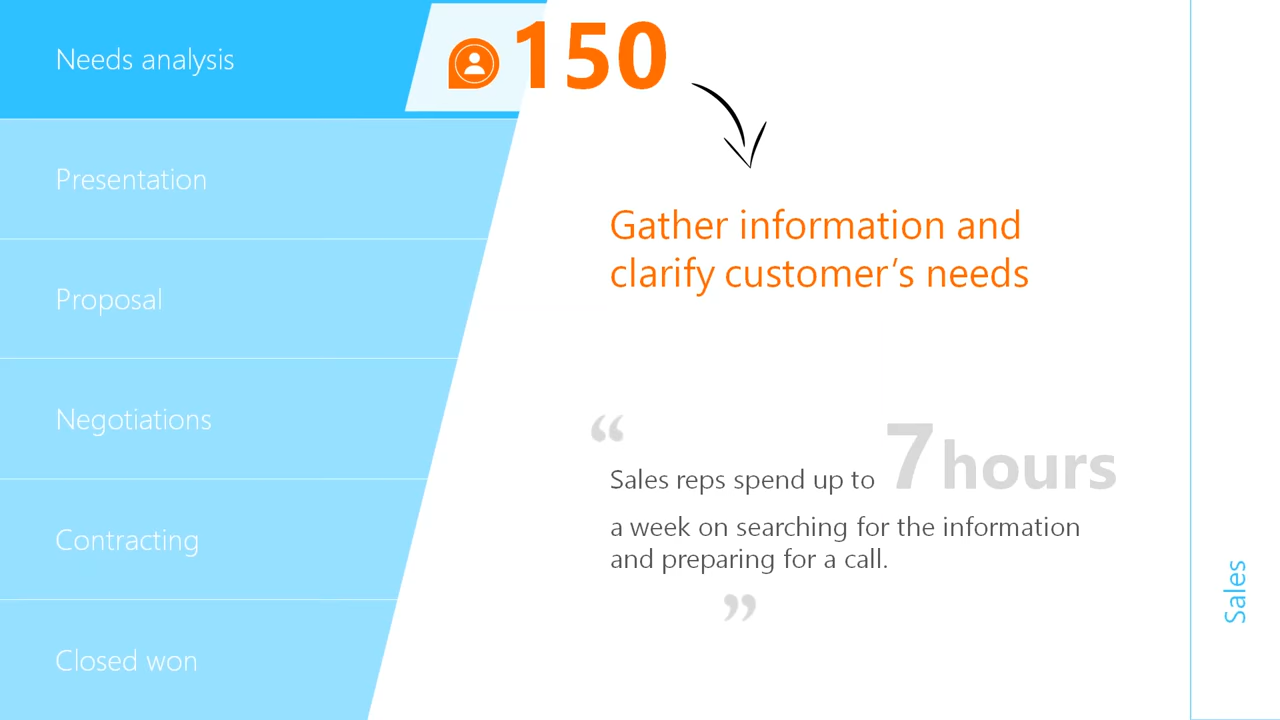 Needs analysis
150
Presentation
Proposal
Negotiations
Contracting
Closed won
Gather information and
clarify customer’s needs
“
Sales reps spend up to 7 hours
a week on searching for the information
and preparing for a call.
”
Sales